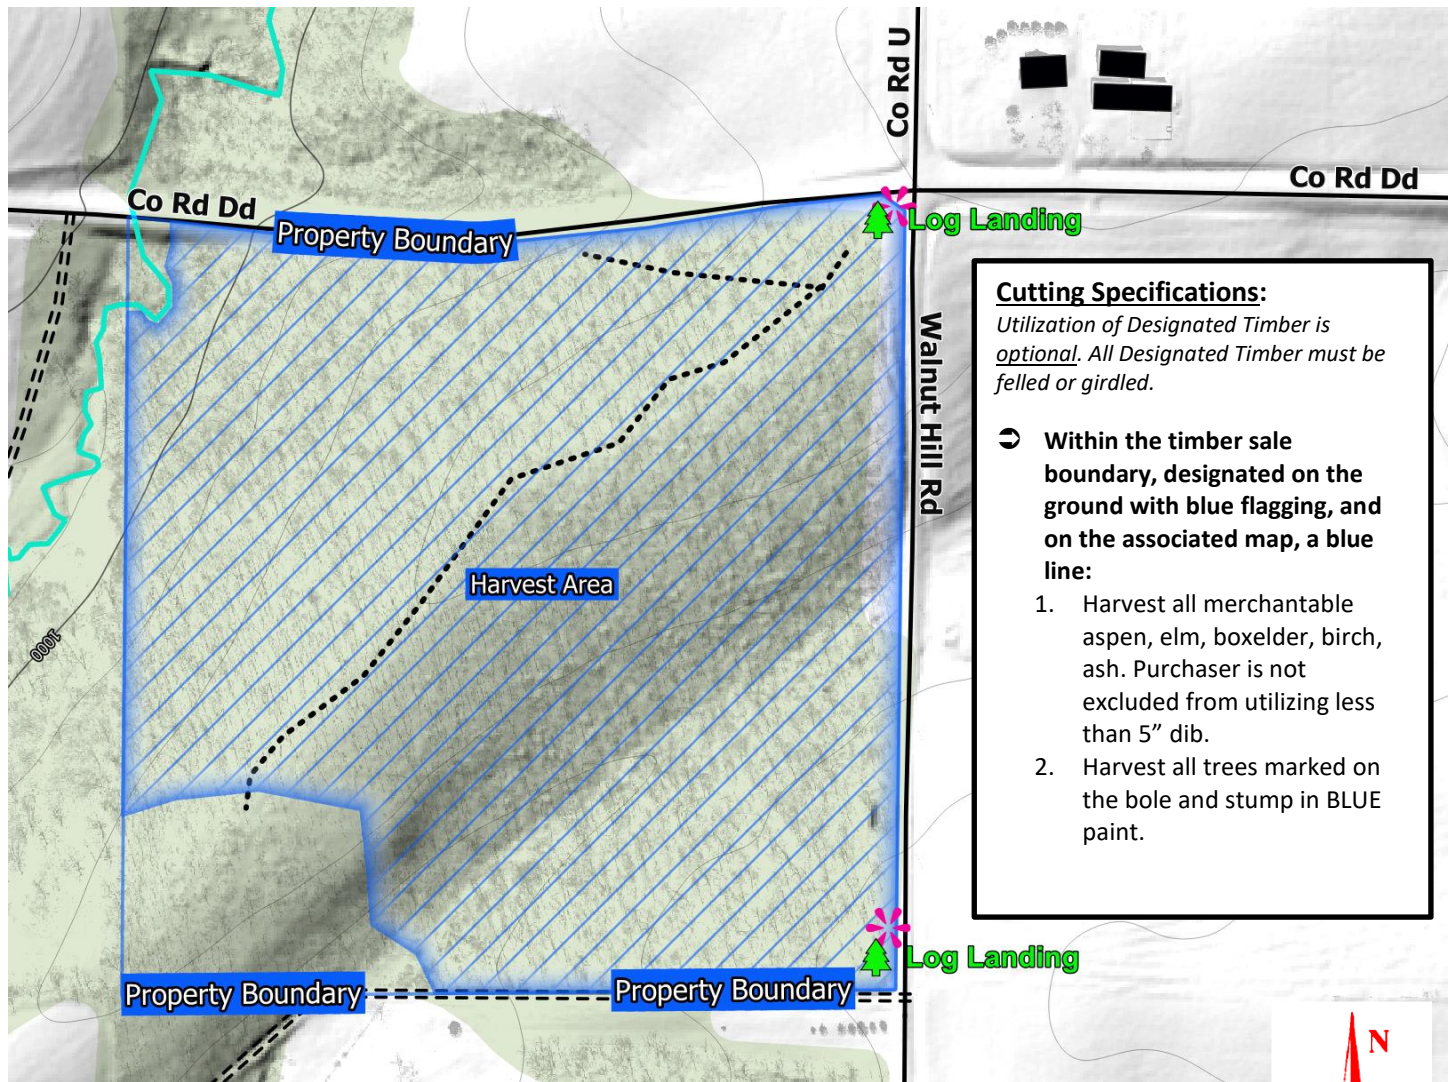 Co Rd U
Co Rd Dd
Co Rd Dd
Property Boundary
Log Landing
Walnut Hill Rd
Cutting Specifications:
Utilization of Designated Timber is
optional. All Designated Timber must be
felled or girdled.
➲ Within the timber sale
boundary, designated on the
ground with blue flagging, and
on the associated map, a blue
line:
1. Harvest all merchantable
aspen, elm, boxelder, birch,
ash. Purchaser is not
excluded from utilizing less
than 5” dib.
2. Harvest all trees marked on
the bole and stump in BLUE
paint.
Harvest Area
1000
Log Landing
Property Boundary
Property Boundary
N